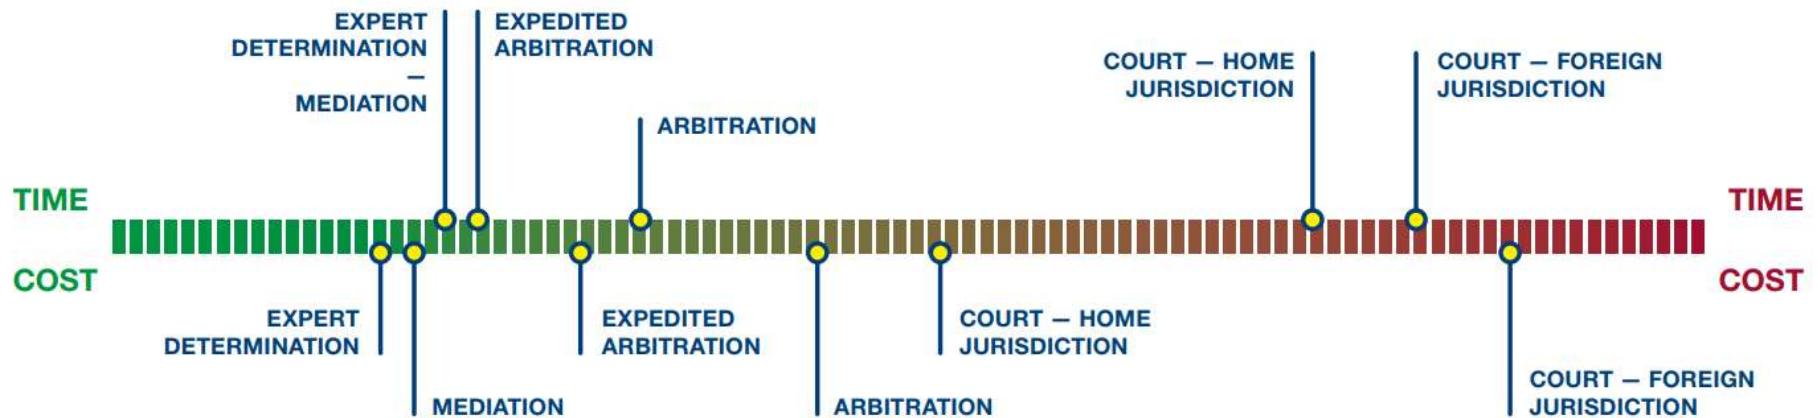 EXPERT
DETERMINATION
–
MEDIATION
EXPEDITED
ARBITRATION
ARBITRATION
COURT – HOME
JURISDICTION
COURT – FOREIGN
JURISDICTION
TIME
TIME
COST
COST
EXPERT
DETERMINATION
MEDIATION
EXPEDITED
ARBITRATION
ARBITRATION
COURT – HOME
JURISDICTION
COURT – FOREIGN
JURISDICTION